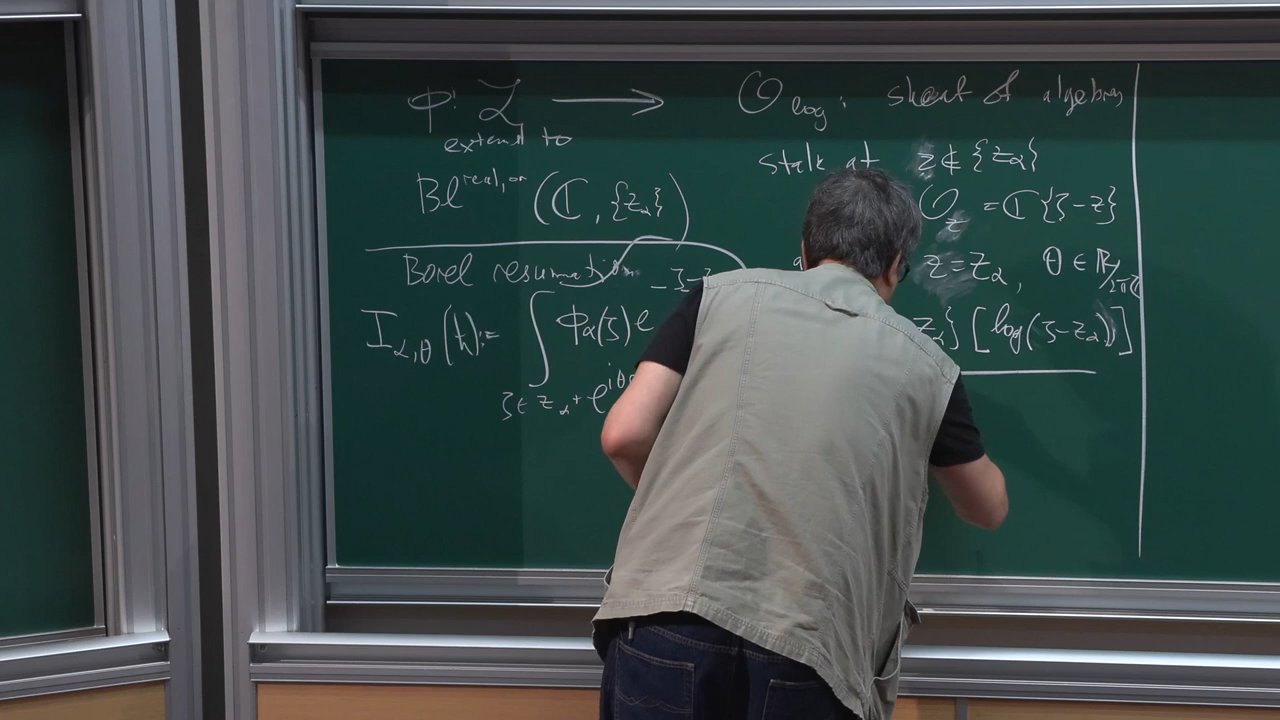 φ: ℒ ⟶ 𝒪_log : sheaf of algebras
extend to
Bl^{real, or} (ℂ, {z_α})
stalk at z ∉ {z_α}
𝒪_z = ℂ{ζ-z}
z = z_α, θ ∈ ℝ/2πℤ
z_α} [log(ζ-z_α)]
Borel resummation
I_{α,θ}(ħ) := ∫ φ_α(ζ) e
ζ ∈ z_α + e^{iθ}